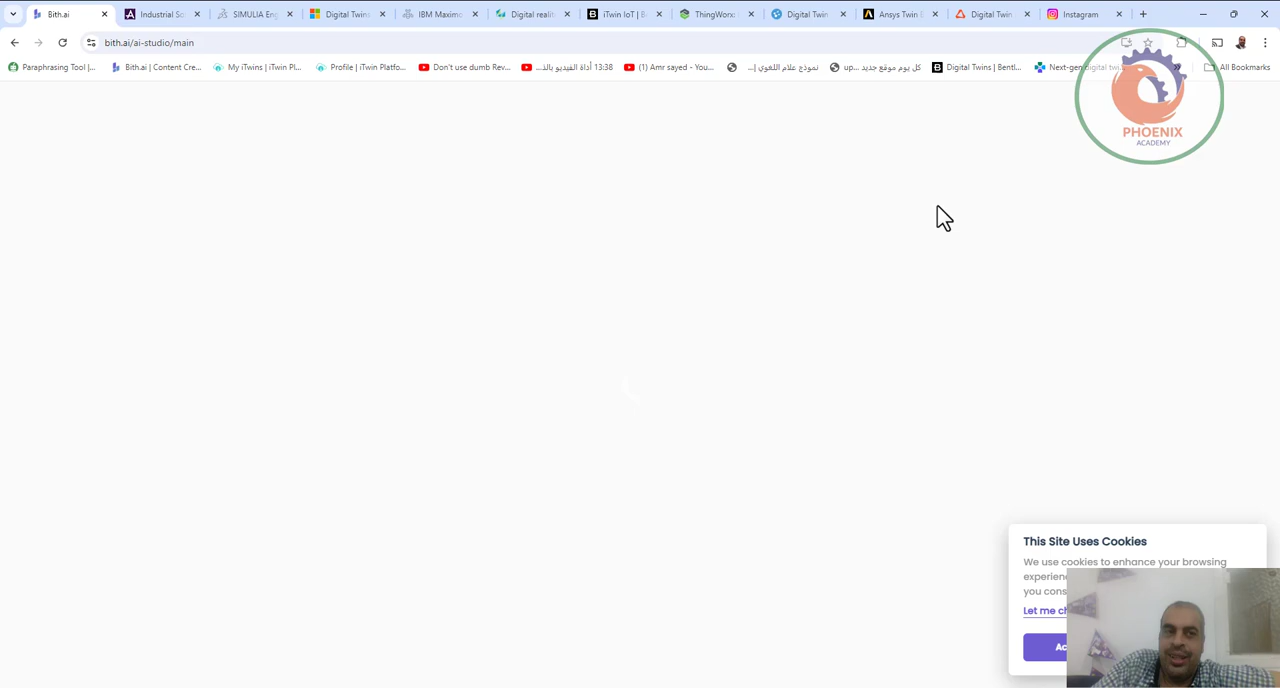 Bith.ai
Industrial So
SIMULIA Eng
Digital Twins
IBM Maximo
Digital realit
iTwin IoT | B
ThingWorx:
Digital Twin
Ansys Twin
Digital Twin
Instagram
bith.ai/ai-studio/main
Paraphrasing Tool |...
Bith.ai | Content Cre...
My iTwins | iTwin Pl...
Profile | iTwin Platfo...
Don't use dumb Rev...
13:38 أداة الفيديو بالذ...
(1) Amr sayed - You...
نموذج علام اللغوي |...
كل يوم موقع جديد up...
Digital Twins | Bentl...
Next-gen digital twi
All Bookmarks
PHOENIX
ACADEMY
This Site Uses Cookies
We use cookies to enhance your browsing
experien
you cons
Let me ch
Ac